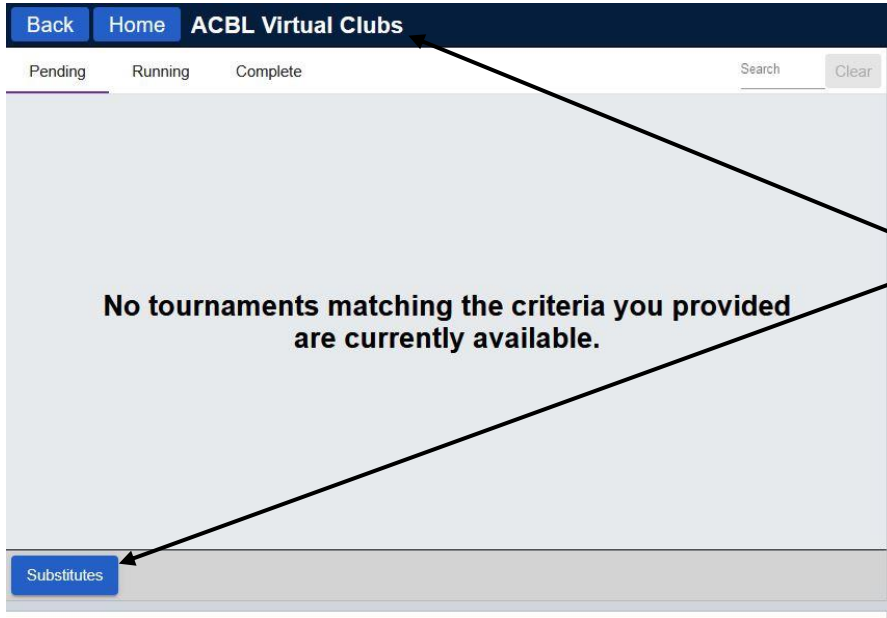 Back Home ACBL Virtual Clubs
Pending Running Complete Search Clear
No tournaments matching the criteria you provided
are currently available.
Substitutes